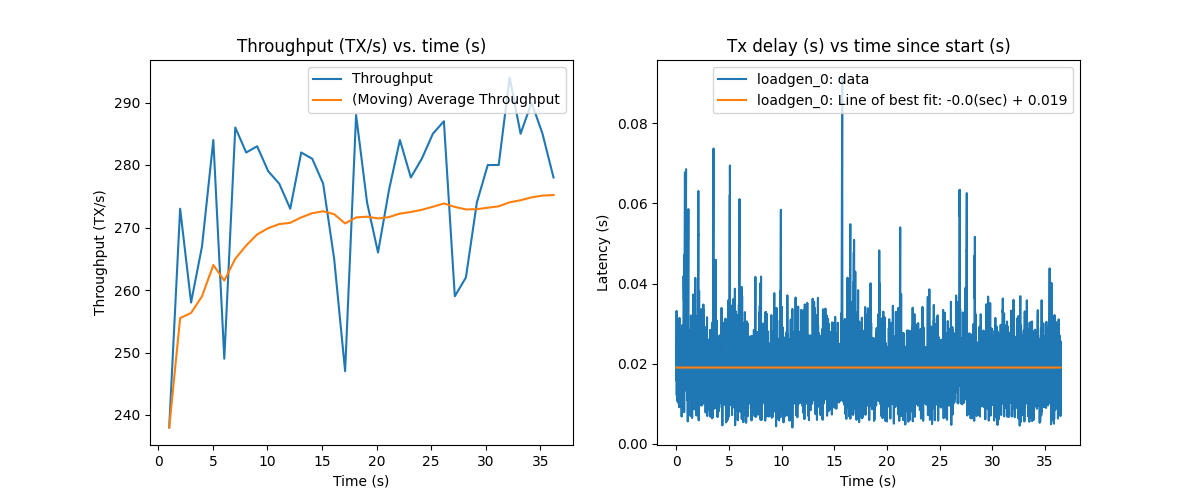 Throughput (TX/s) vs. time (s)
Throughput
(Moving) Average Throughput
290
280
270
260
250
240
Throughput (TX/s)
0 5 10 15 20 25 30 35
Time (s)
Tx delay (s) vs time since start (s)
loadgen_0: data
loadgen_0: Line of best fit: -0.0(sec) + 0.019
0.08
0.06
0.04
0.02
0.00
Latency (s)
0 5 10 15 20 25 30 35
Time (s)